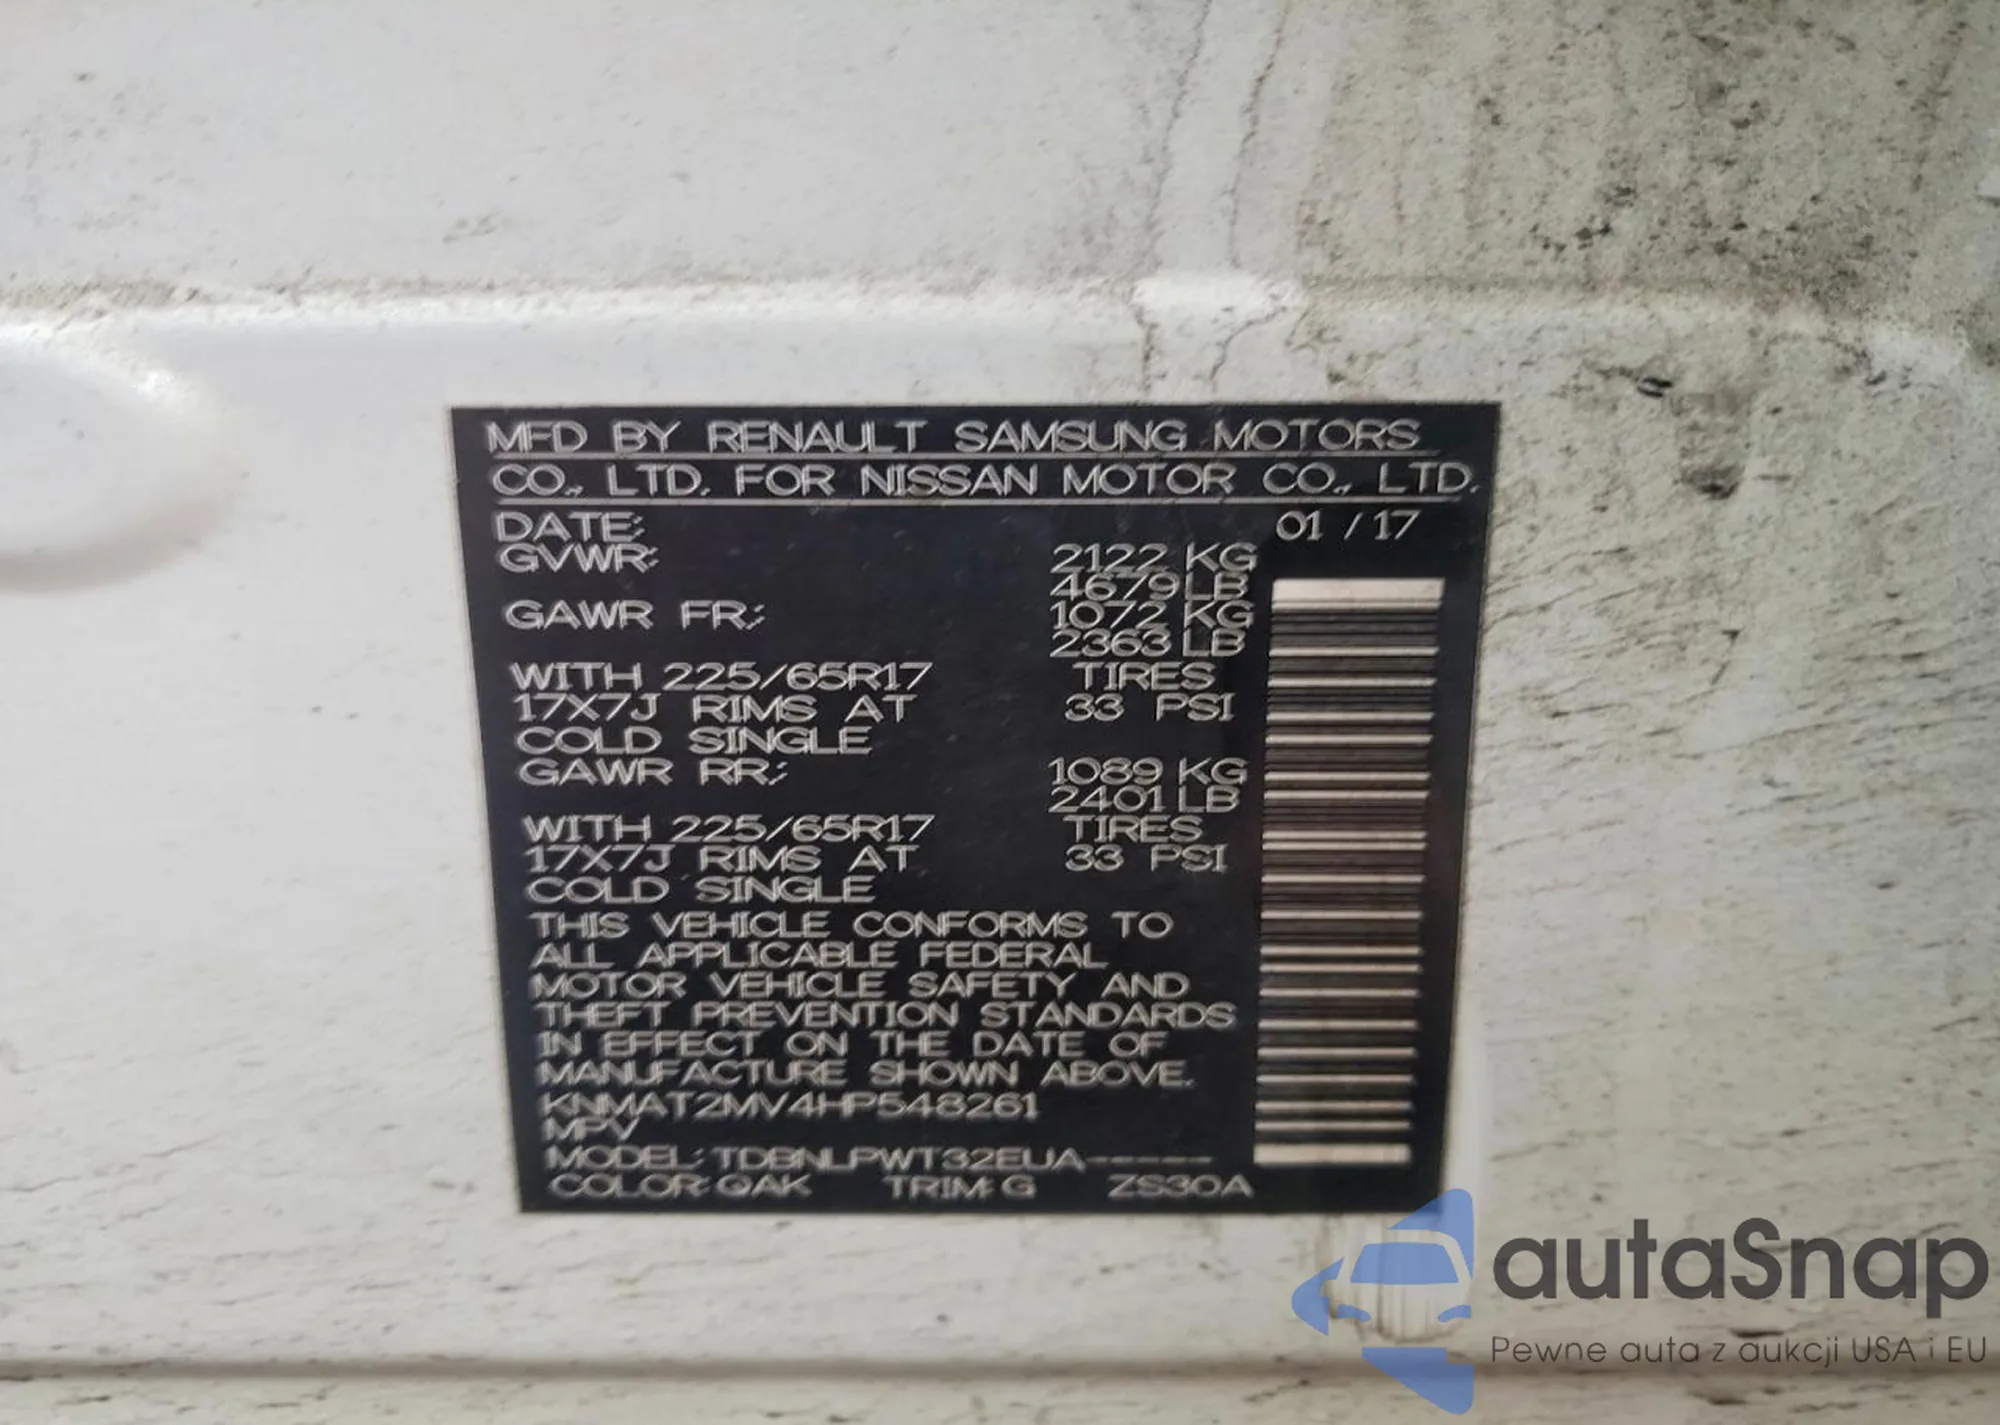 MFD BY RENAULT SAMSUNG MOTORS
CO., LTD. FOR NISSAN MOTOR CO., LTD.
DATE: 01 / 17
GVWR: 2122 KG
4679 LB
GAWR FR: 1072 KG
2363 LB
WITH 225/65R17 TIRES
17X7J RIMS AT 33 PSI
COLD SINGLE
GAWR RR: 1089 KG
2401 LB
WITH 225/65R17 TIRES
17X7J RIMS AT 33 PSI
COLD SINGLE
THIS VEHICLE CONFORMS TO
ALL APPLICABLE FEDERAL
MOTOR VEHICLE SAFETY AND
THEFT PREVENTION STANDARDS
IN EFFECT ON THE DATE OF
MANUFACTURE SHOWN ABOVE.
KNMAT2MV4HP548261
MPV
MODEL: TDBNLPWT32EUA-----
COLOR: QAK TRIM: G ZS30A
autaSnap
Pewne auta z aukcji USA i EU